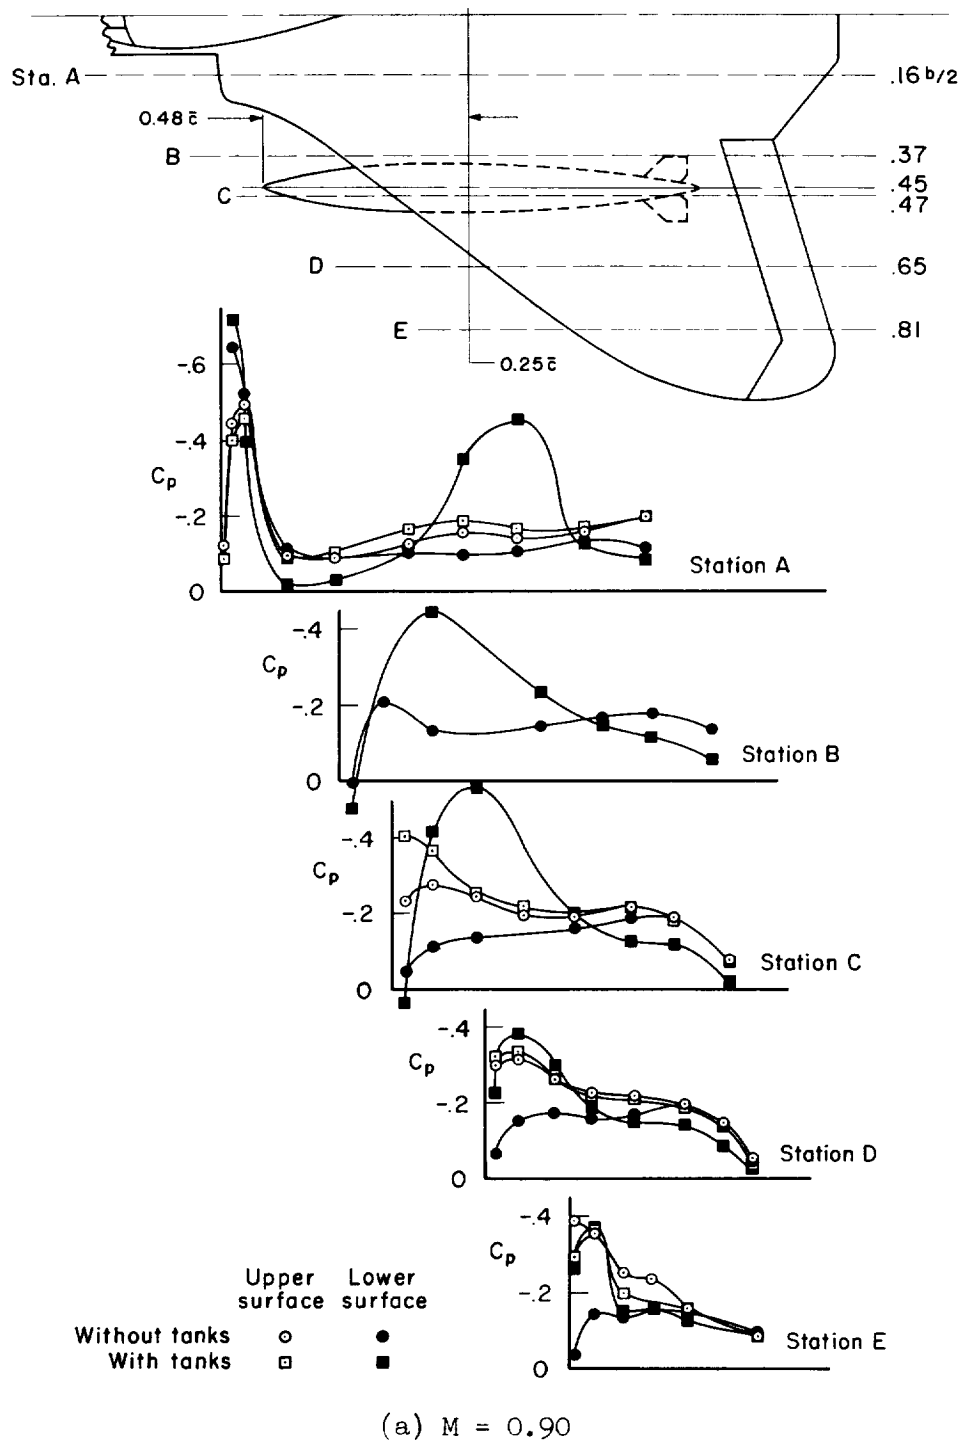 Sta. A
.16 b/2
0.48 c̄
B
.37
.45
C
.47
D
.65
E
.81
0.25 c̄
-.6
-.4
Cp
-.2
0
Station A
-.4
Cp
-.2
0
Station B
-.4
Cp
-.2
0
Station C
-.4
Cp
-.2
0
Station D
-.4
Cp
-.2
0
Station E
Upper surface
Lower surface
Without tanks
With tanks
(a) M = 0.90